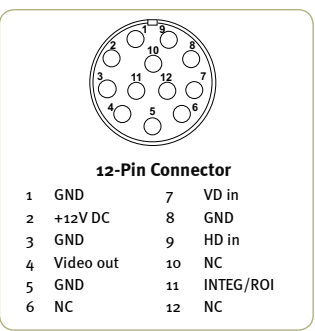 1 9
2 10 8
3 11 12 7
4 5 6
12-Pin Connector
1 GND 7 VD in
2 +12V DC 8 GND
3 GND 9 HD in
4 Video out 10 NC
5 GND 11 INTEG/ROI
6 NC 12 NC